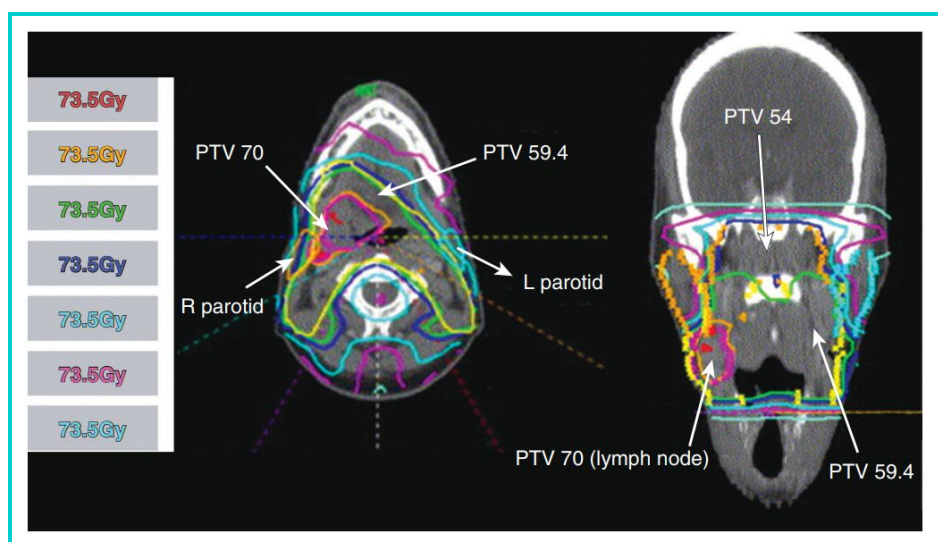 73.5Gy
73.5Gy
73.5Gy
73.5Gy
73.5Gy
73.5Gy
73.5Gy
PTV 70
PTV 59.4
R parotid
L parotid
PTV 54
PTV 70 (lymph node)
PTV 59.4